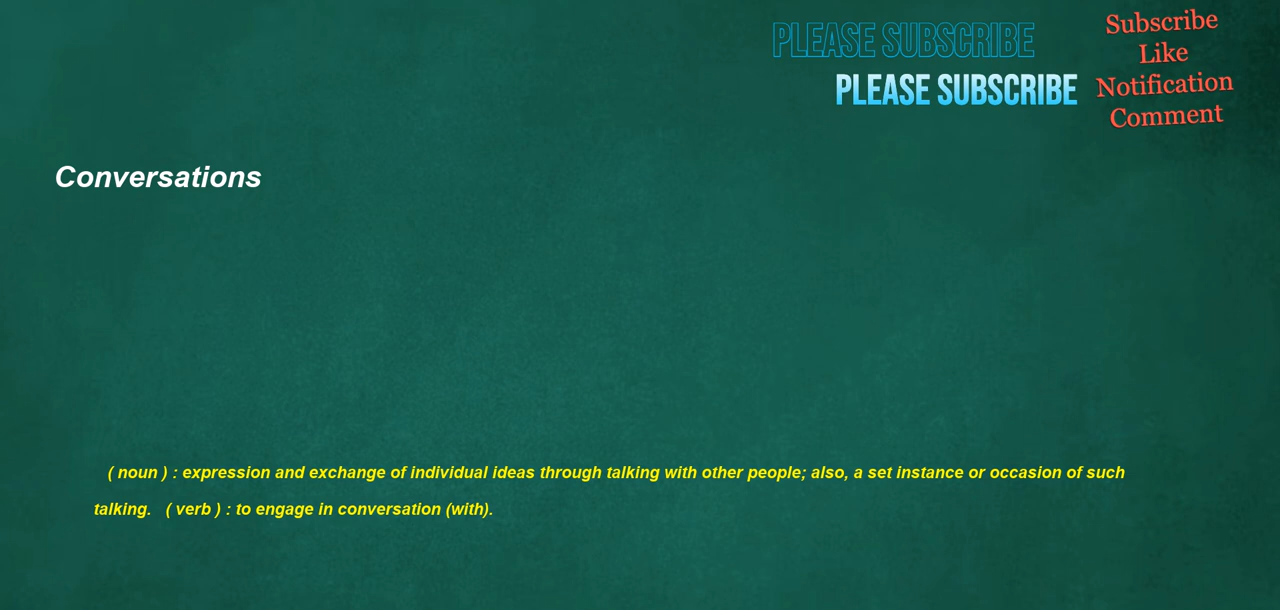 PLEASE SUBSCRIBE
PLEASE SUBSCRIBE
Subscribe
Like
Notification
Comment
Conversations
( noun ) : expression and exchange of individual ideas through talking with other people; also, a set instance or occasion of such
talking. ( verb ) : to engage in conversation (with).